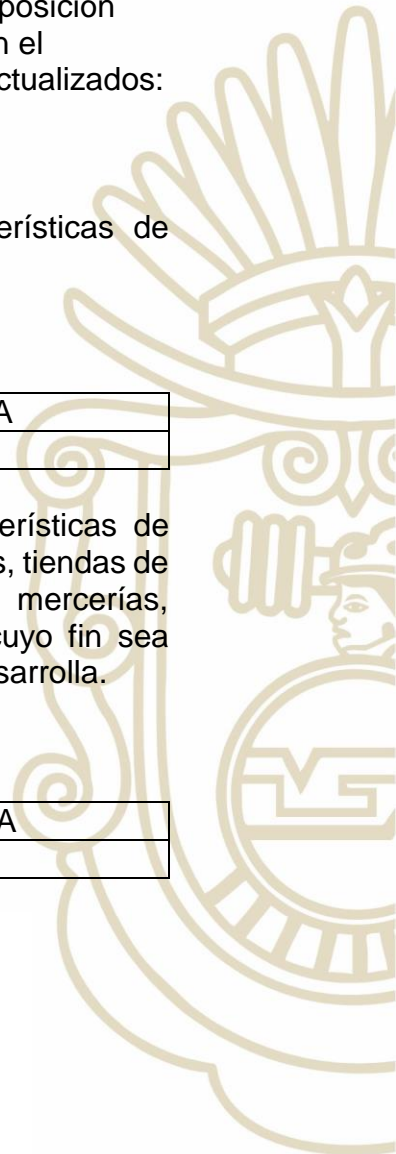 posición
n el
ctualizados:
erísticas de
A
erísticas de
s, tiendas de
mercerías,
cuyo fin sea
sarrolla.
A